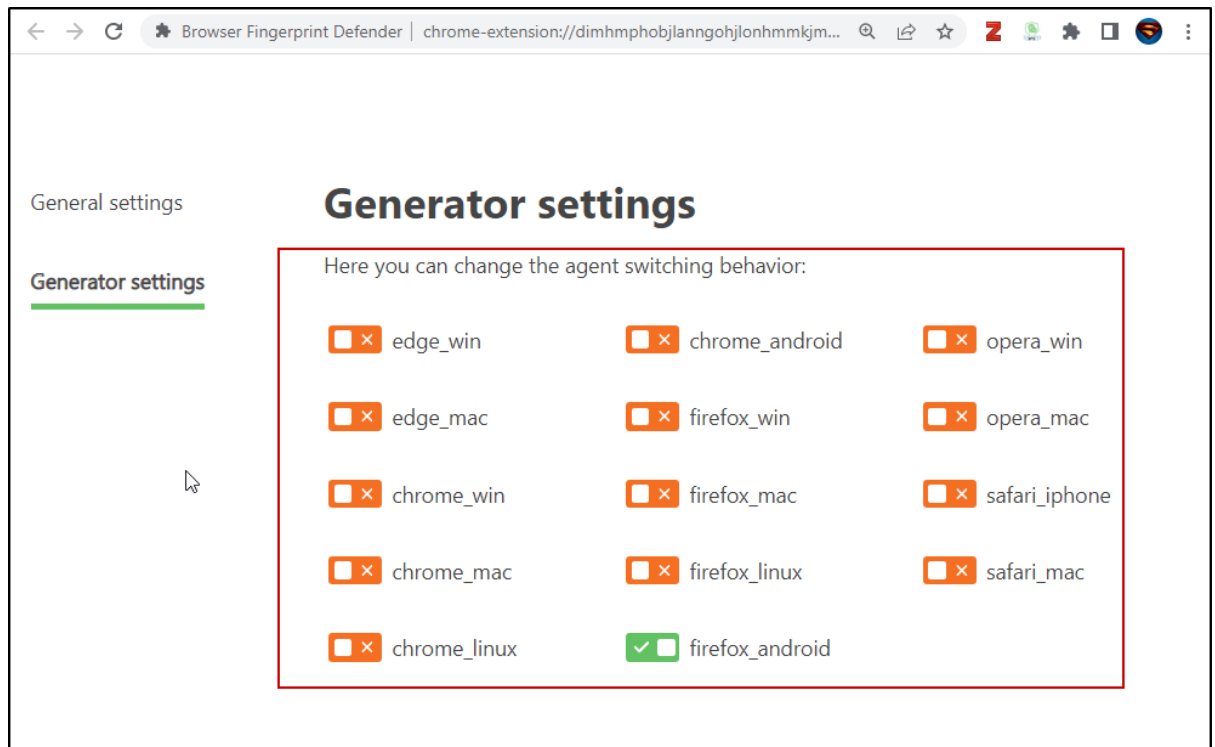 Browser Fingerprint Defender | chrome-extension://dimhmphobjlanngohjlonhmmkjm...
General settings
Generator settings
Generator settings
Here you can change the agent switching behavior:
edge_win
chrome_android
opera_win
edge_mac
firefox_win
opera_mac
chrome_win
firefox_mac
safari_iphone
chrome_mac
firefox_linux
safari_mac
chrome_linux
firefox_android